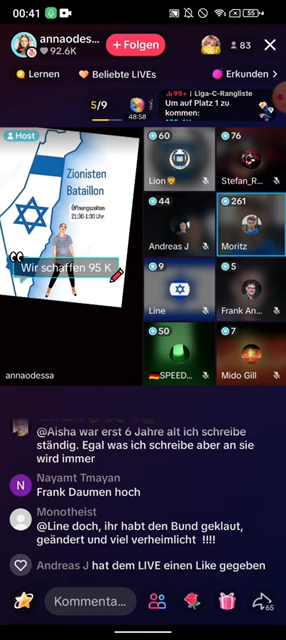 00:41
55
annaodes...
92.6K
+ Folgen
83
Lernen
Beliebte LIVEs
Erkunden >
5/9
48:58
99+ | Liga-C-Rangliste
Um auf Platz 1 zu
kommen:
Host
Zionisten
Bataillon
Öffnungszeiten
21:00-1:30 Uhr
Wir schaffen 95 K
annaodessa
60
Lion
76
Stefan_R...
44
Andreas J
261
Moritz
9
Line
5
Frank An...
50
SPEED...
7
Mido Gill
@Aisha war erst 6 Jahre alt ich schreibe
ständig. Egal was ich schreibe aber an sie
wird immer
N
Nayamt Tmayan
Frank Daumen hoch
Monotheist
@Line doch, ihr habt den Bund geklaut,
geändert und viel verheimlicht !!!!
Andreas J hat dem LIVE einen Like gegeben
Kommenta...
65